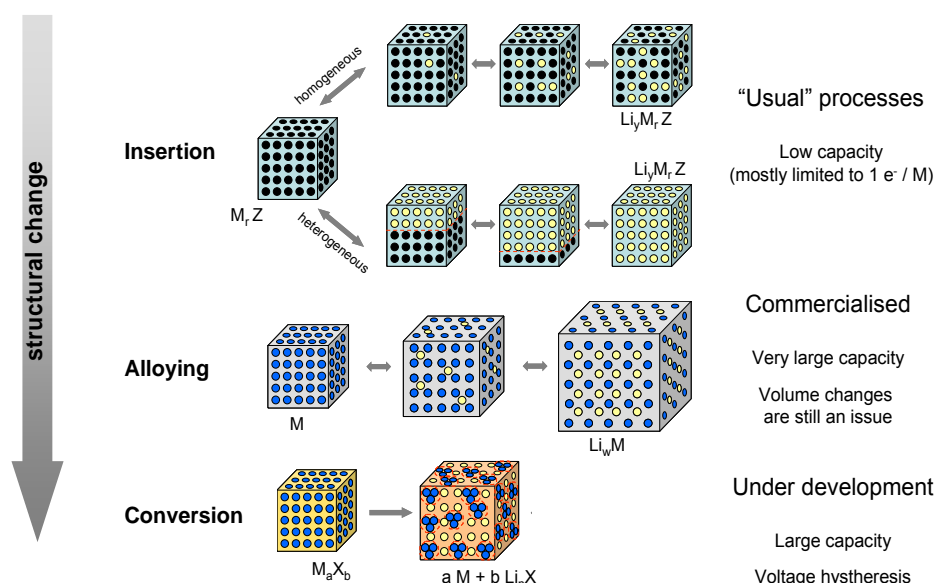 structural change
Insertion
homogeneous
heterogeneous
M_r Z
Li_yM_r Z
Li_yM_r Z
“Usual” processes
Low capacity
(mostly limited to 1 e⁻ / M)
Alloying
M
Li_wM
Commercialised
Very large capacity
Volume changes
are still an issue
Conversion
M_aX_b
a M + b Li_nX
Under development
Large capacity
Voltage hystheresis